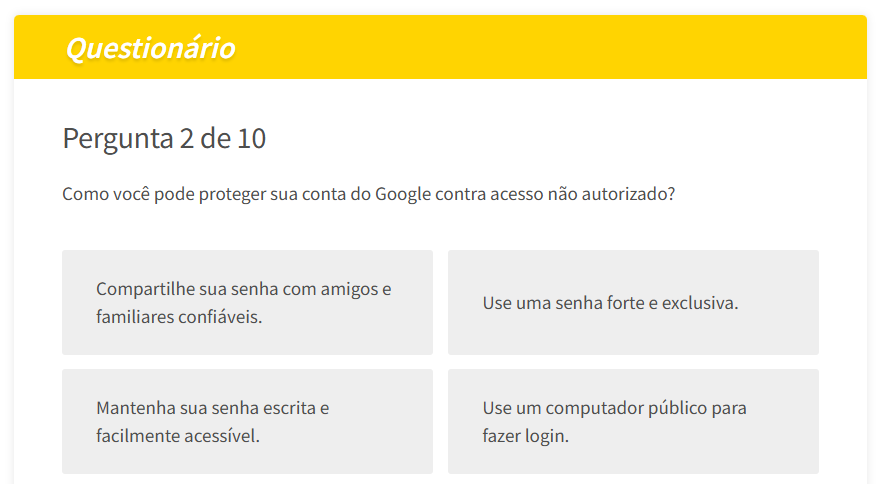 Questionário
Pergunta 2 de 10
Como você pode proteger sua conta do Google contra acesso não autorizado?
Compartilhe sua senha com amigos e
familiares confiáveis.
Use uma senha forte e exclusiva.
Mantenha sua senha escrita e
facilmente acessível.
Use um computador público para
fazer login.